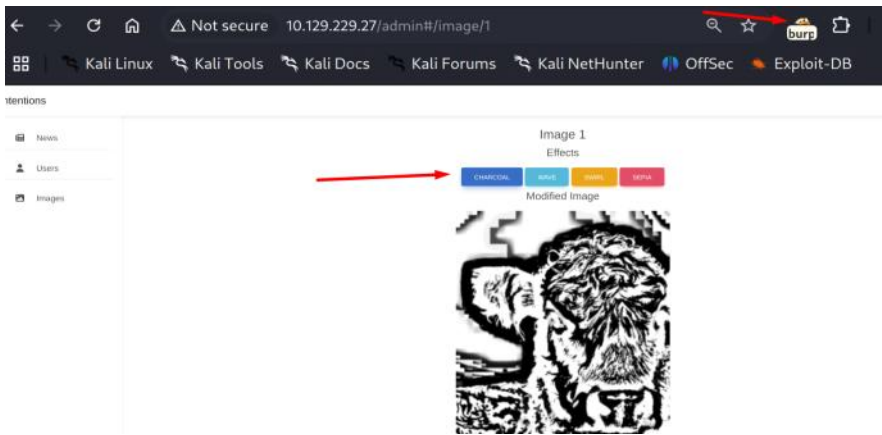 Not secure 10.129.229.27/admin#/image/1
burp
Kali Linux Kali Tools Kali Docs Kali Forums Kali NetHunter OffSec Exploit-DB
ntentions
News
Users
Images
Image 1
Effects
CHARCOAL WAVE SWIRL SEPIA
Modified Image